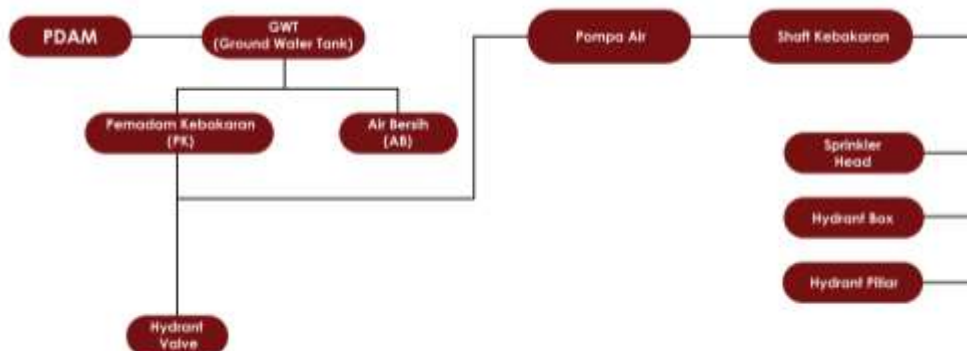 PDAM
GWT
(Ground Water Tank)
Pompa Air
Shaft Kebakaran
Pemadam Kebakaran
(PK)
Air Bersih
(AB)
Sprinkler
Head
Hydrant Box
Hydrant Pillar
Hydrant
Valve